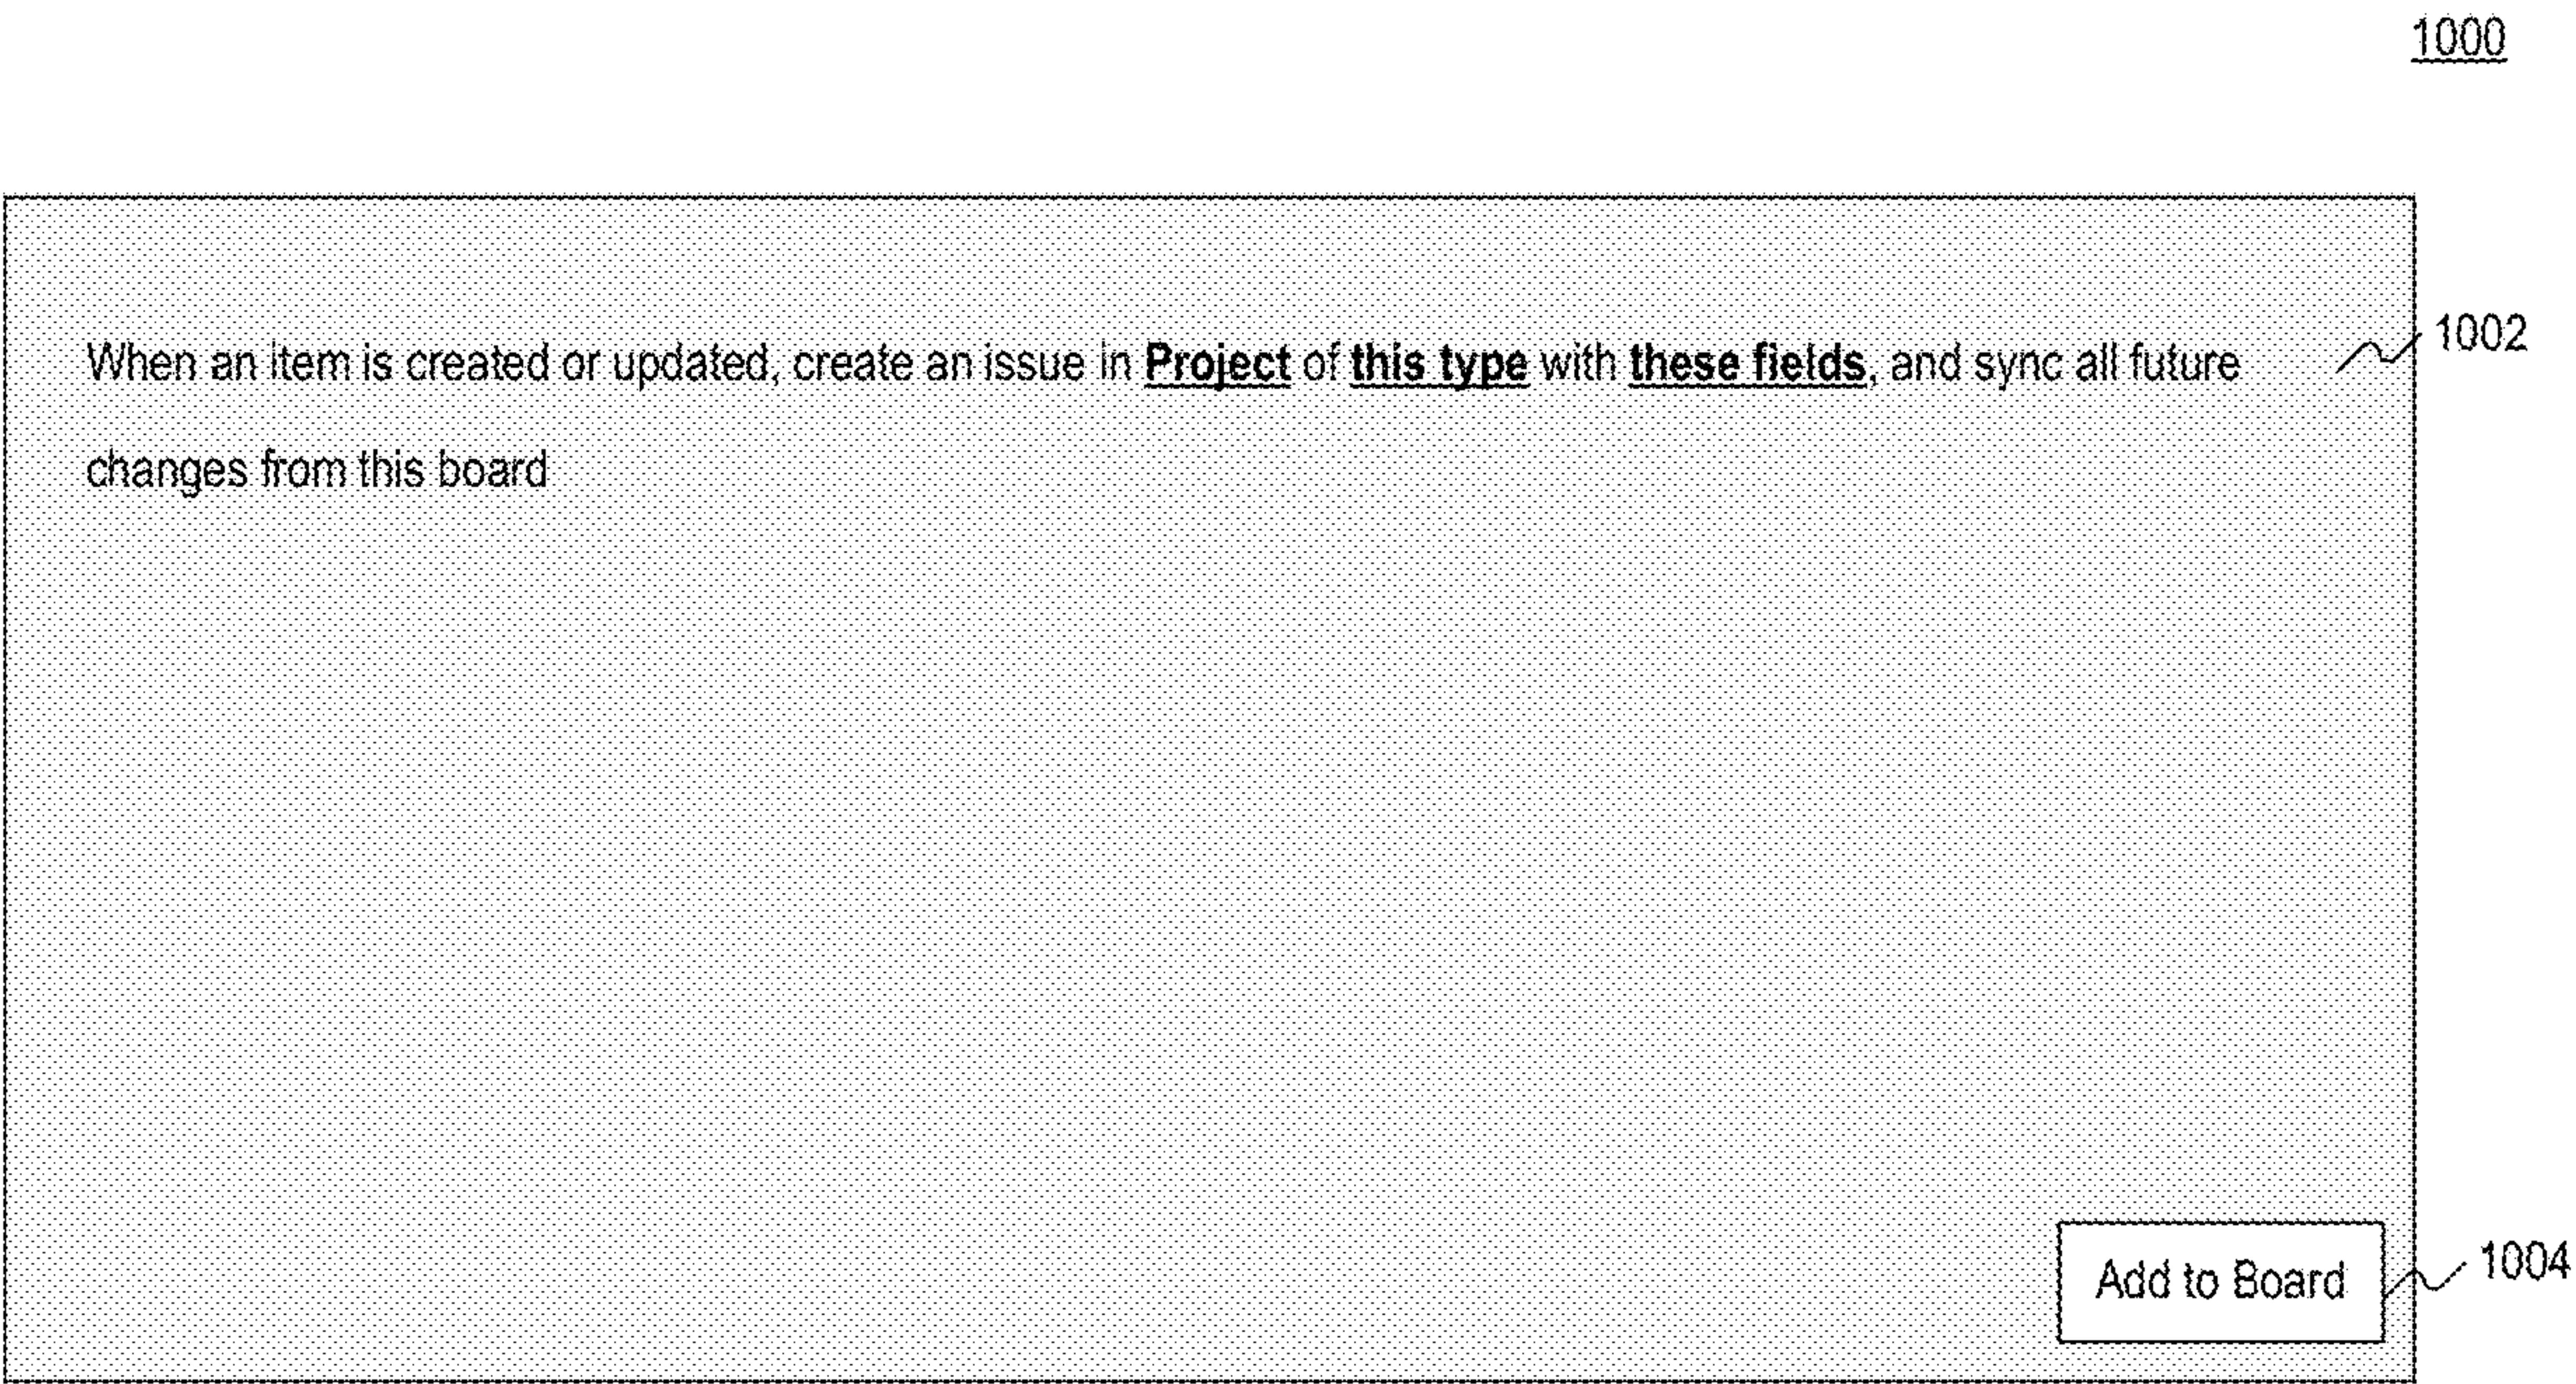 1000
When an item is created or updated, create an issue in Project of this type with these fields, and sync all future
1002
changes from this board
Add to Board
1004